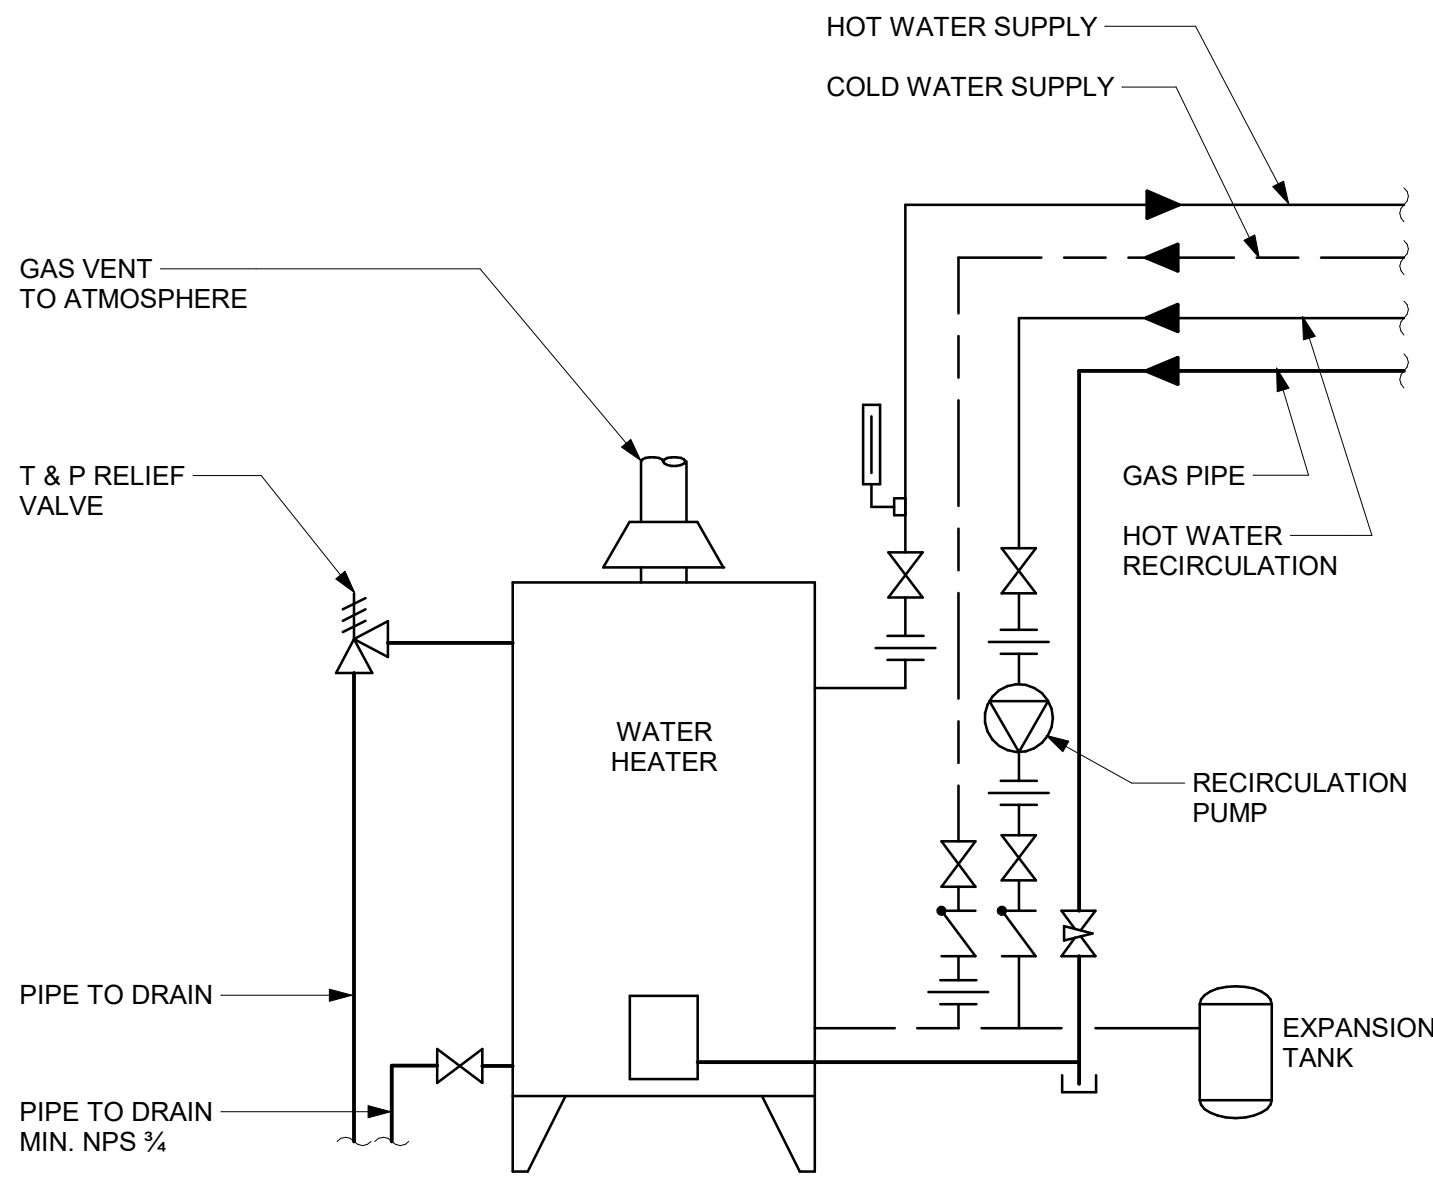 HOT WATER SUPPLY
COLD WATER SUPPLY
GAS VENT
TO ATMOSPHERE
T & P RELIEF
VALVE
GAS PIPE
HOT WATER
RECIRCULATION
WATER
HEATER
RECIRCULATION
PUMP
PIPE TO DRAIN
EXPANSION
TANK
PIPE TO DRAIN
MIN. NPS ¾